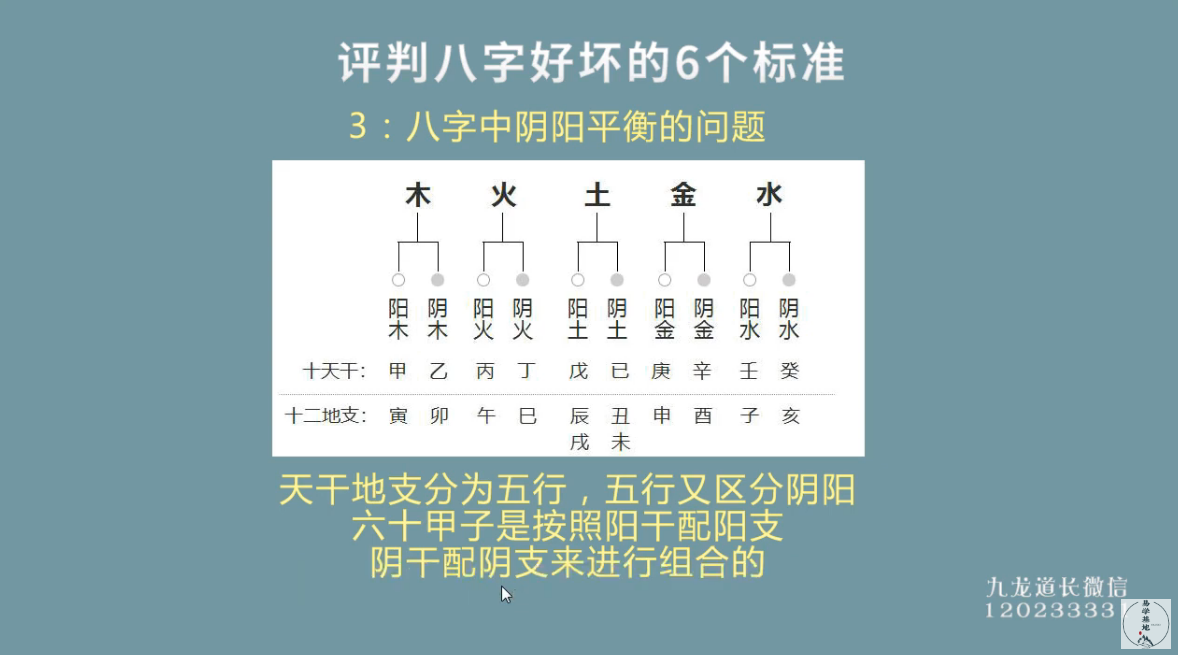 评判八字好坏的6个标准
3：八字中阴阳平衡的问题
木 火 土 金 水
阳木 阴木 阳火 阴火 阳土 阴土 阳金 阴金 阳水 阴水
十天干： 甲 乙 丙 丁 戊 已 庚 辛 壬 癸
十二地支： 寅 卯 午 巳 辰 丑 申 酉 子 亥
戌 未
天干地支分为五行，五行又区分阴阳
六十甲子是按照阳干配阳支
阴干配阴支来进行组合的
九龙道长微信
12023333
易学基地